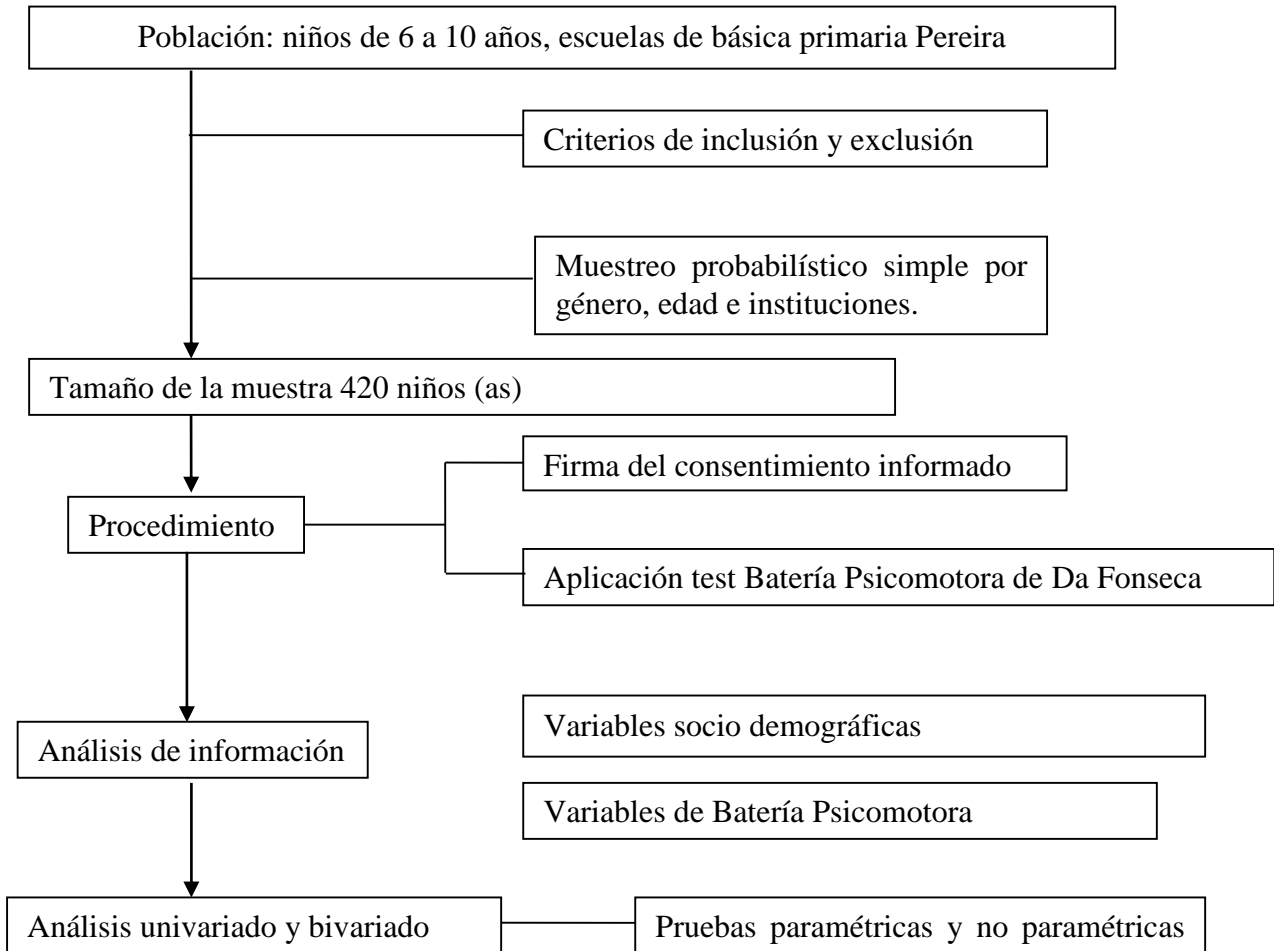 Población: niños de 6 a 10 años, escuelas de básica primaria Pereira
Criterios de inclusión y exclusión
Muestreo probabilístico simple por
género, edad e instituciones.
Tamaño de la muestra 420 niños (as)
Firma del consentimiento informado
Procedimiento
Aplicación test Batería Psicomotora de Da Fonseca
Variables socio demográficas
Análisis de información
Variables de Batería Psicomotora
Análisis univariado y bivariado
Pruebas paramétricas y no paramétricas